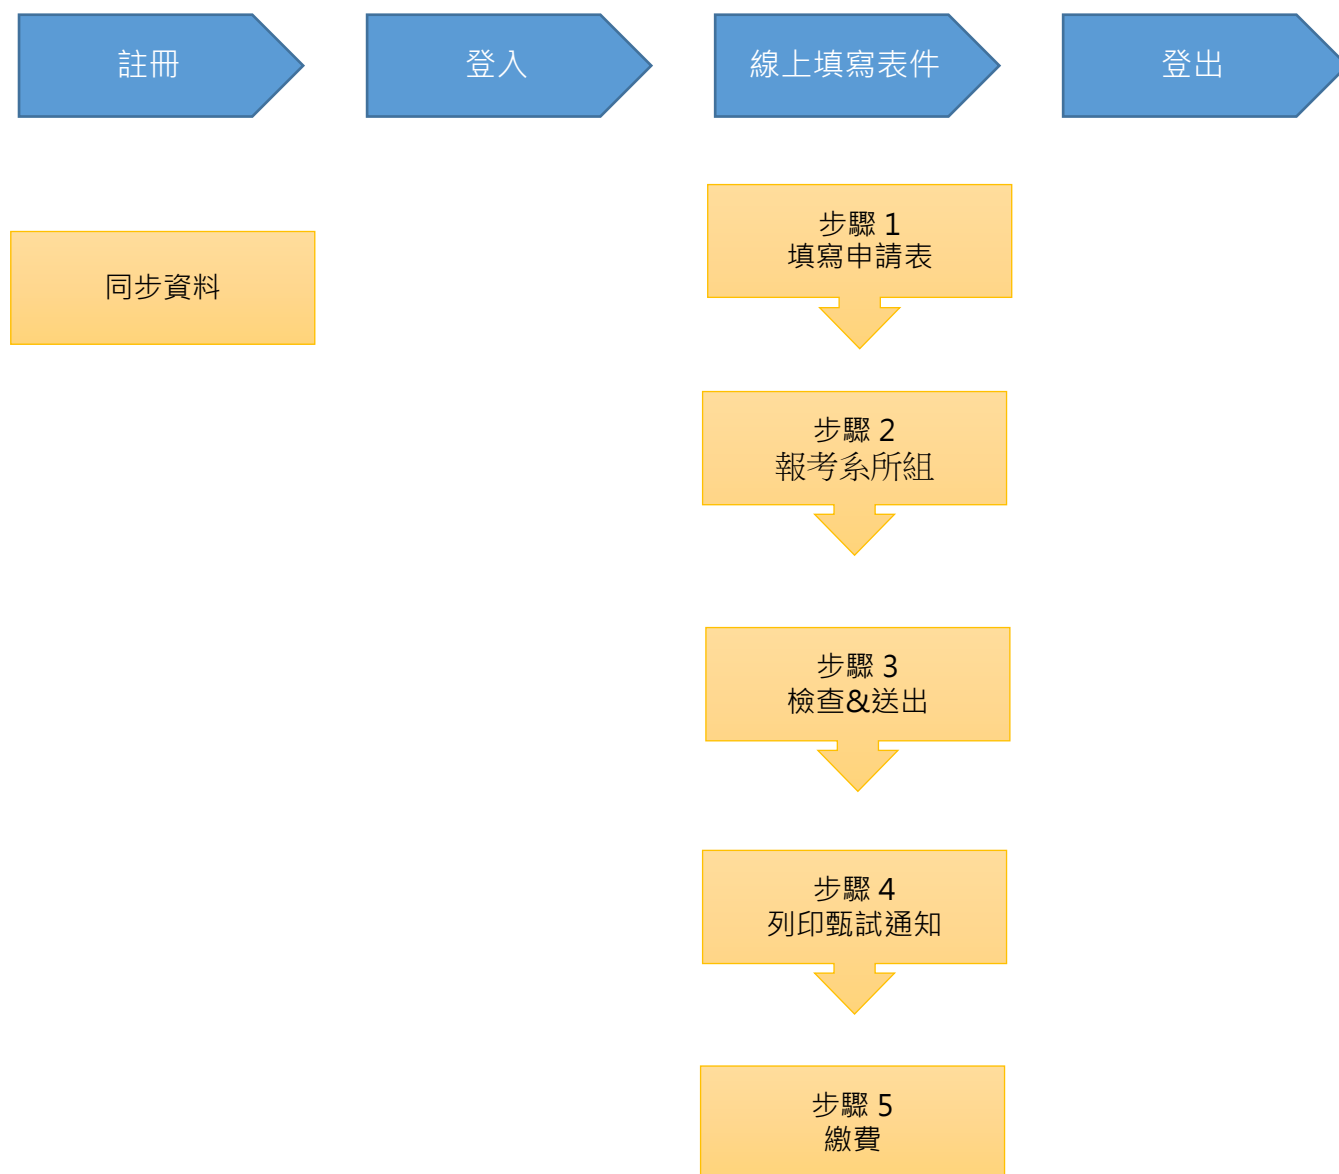 註冊
登入
線上填寫表件
登出
同步資料
步驟 1
填寫申請表
步驟 2
報考系所組
步驟 3
檢查&送出
步驟 4
列印甄試通知
步驟 5
繳費